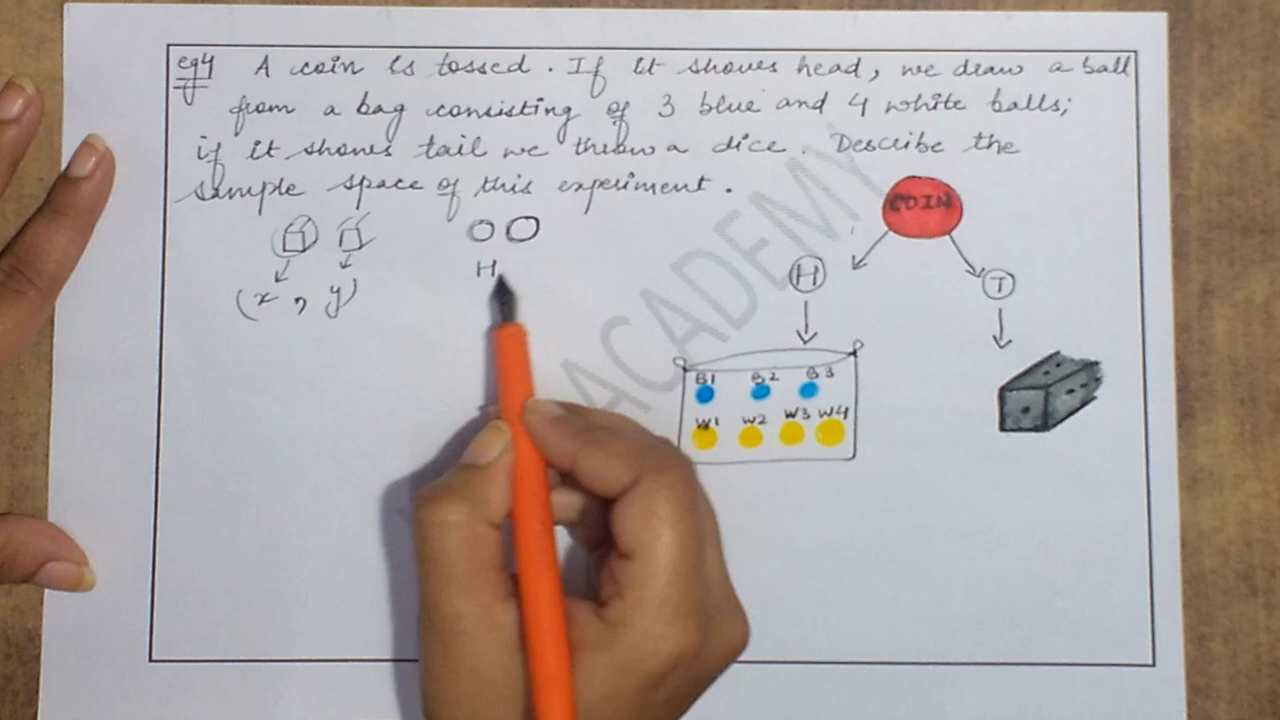 eg4 A coin is tossed. If it shows head, we draw a ball
from a bag consisting of 3 blue and 4 white balls;
if it shows tail we throw a dice. Describe the
sample space of this experiment.
COIN
H T
(x, y)
H
B1 B2 B3
W1 W2 W3 W4
ACADEMY